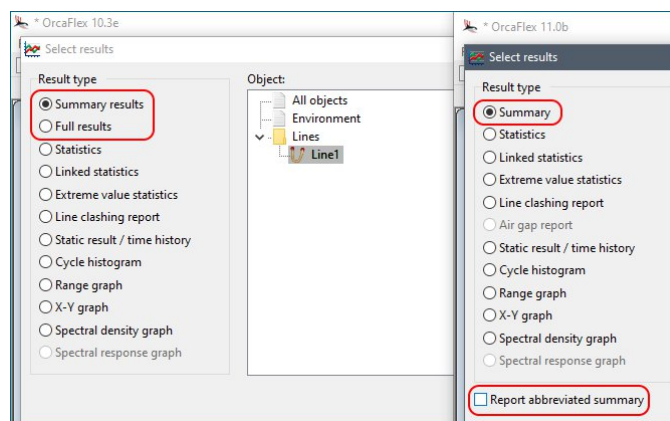 * OrcaFlex 10.3e
Select results
Result type
Summary results
Full results
Statistics
Linked statistics
Extreme value statistics
Line clashing report
Static result / time history
Cycle histogram
Range graph
X-Y graph
Spectral density graph
Spectral response graph
Object:
All objects
Environment
Lines
Line1
* OrcaFlex 11.0b
Select results
Result type
Summary
Statistics
Linked statistics
Extreme value statistics
Line clashing report
Air gap report
Static result / time history
Cycle histogram
Range graph
X-Y graph
Spectral density graph
Spectral response graph
Report abbreviated summary